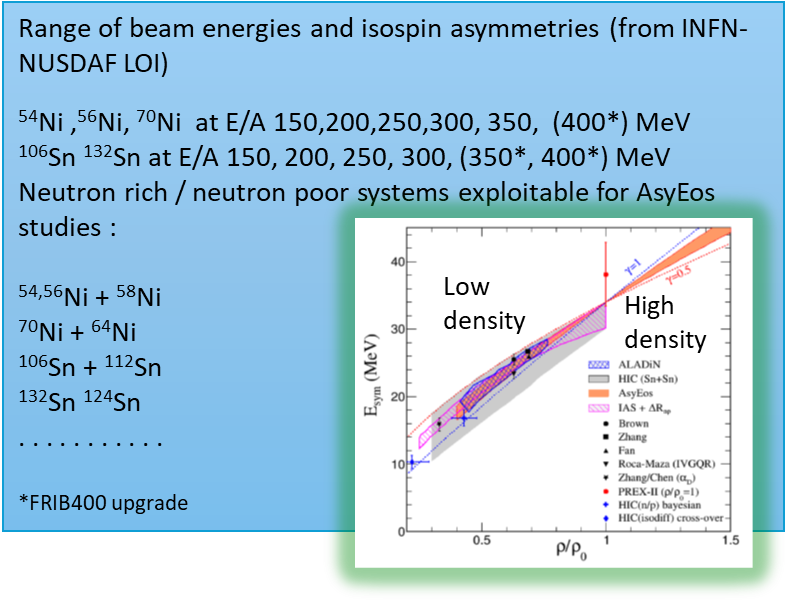 Range of beam energies and isospin asymmetries (from INFN-
NUSDAF LOI)
⁵⁴Ni ,⁵⁶Ni, ⁷⁰Ni at E/A 150,200,250,300, 350, (400*) MeV
¹⁰⁶Sn ¹³²Sn at E/A 150, 200, 250, 300, (350*, 400*) MeV
Neutron rich / neutron poor systems exploitable for AsyEos
studies :
⁵⁴,⁵⁶Ni + ⁵⁸Ni
⁷⁰Ni + ⁶⁴Ni
¹⁰⁶Sn + ¹¹²Sn
¹³²Sn ¹²⁴Sn
. . . . . . . . . . .
*FRIB400 upgrade
Low
density
High
density
γ=1
γ=0.5
ALADiN
HIC (Sn+Sn)
AsyEos
IAS + ΔRₙₚ
Brown
Zhang
Fan
Roca-Maza (IVGQR)
Zhang/Chen (α_D)
PREX-II (ρ/ρ₀=1)
HIC(n/p) bayesian
HIC(isodiff) cross-over
E_sym (MeV)
40
30
20
10
0
0.5
1
1.5
ρ/ρ₀